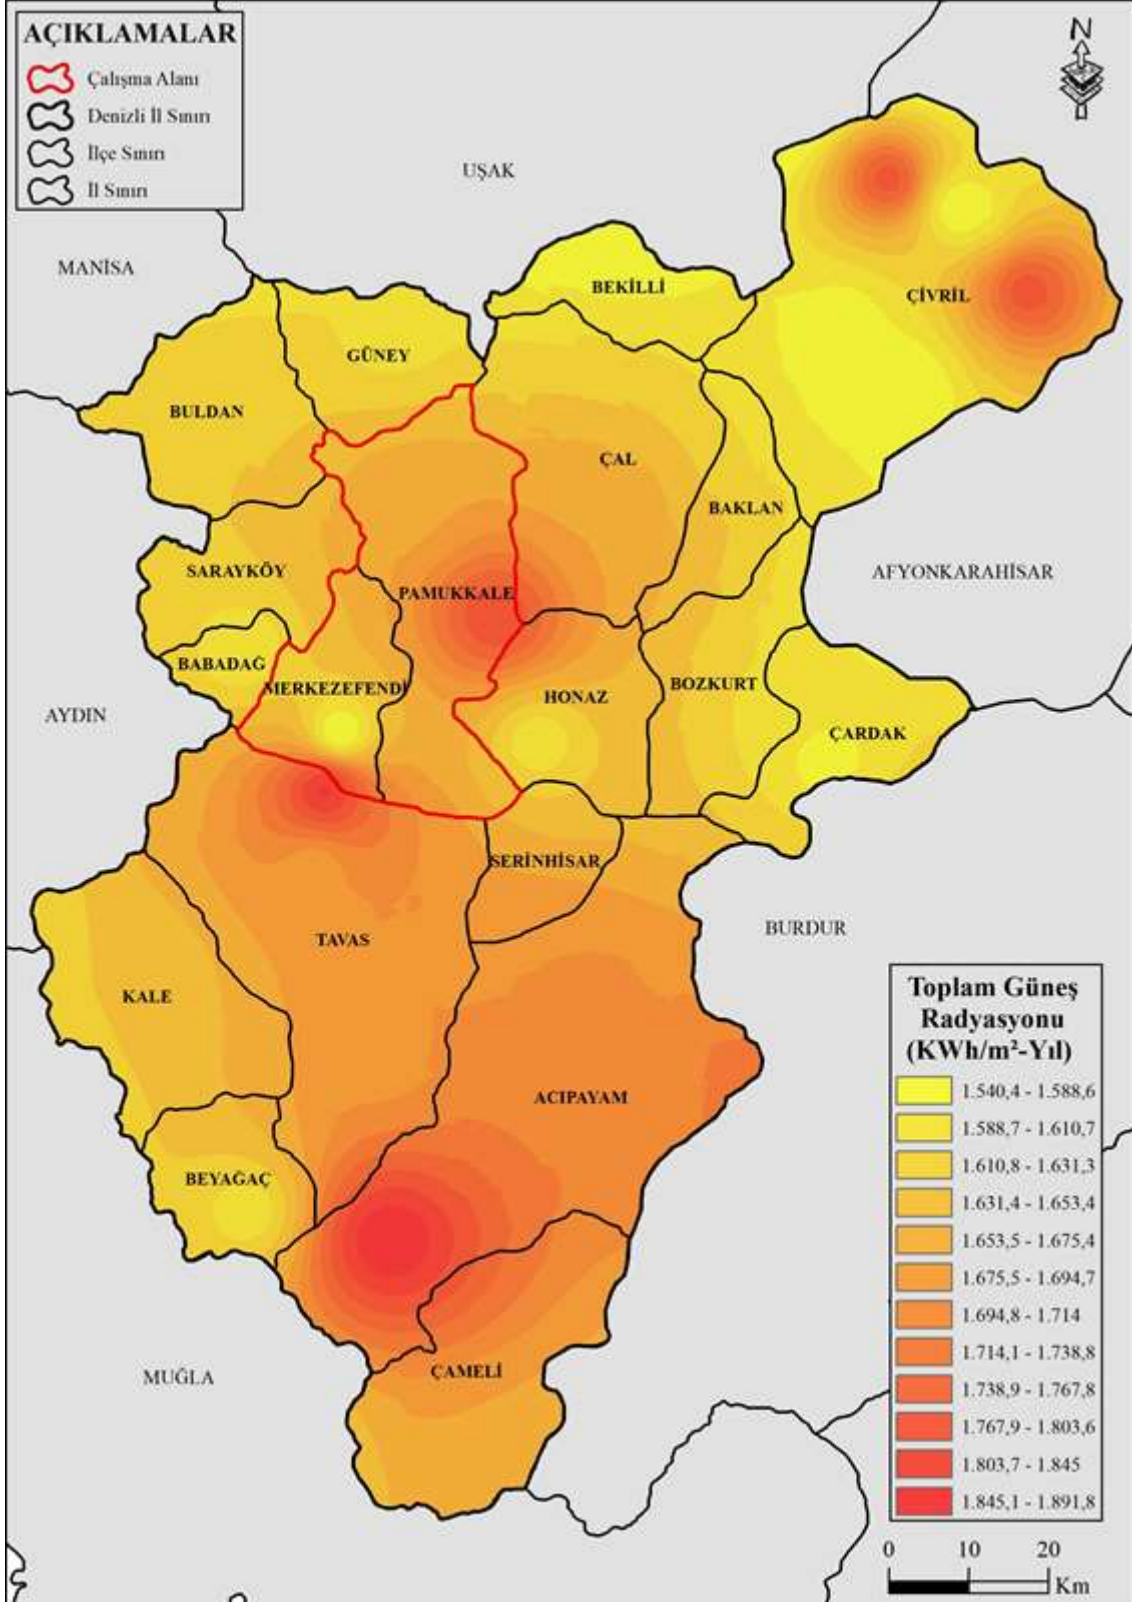 AÇIKLAMALAR
Çalışma Alanı
Denizli İl Sınırı
İlçe Sınırı
İl Sınırı
N
UŞAK
MANİSA
BEKİLLİ
ÇİVRİL
GÜNEY
BULDAN
ÇAL
BAKLAN
SARAYKÖY
AFYONKARAHİSAR
PAMUKKALE
BABADAĞ
MERKEZEFENDİ
HONAZ
BOZKURT
AYDIN
ÇARDAK
SERİNHİSAR
BURDUR
TAVAS
KALE
ACIPAYAM
BEYAĞAÇ
MUĞLA
ÇAMELİ
Toplam Güneş
Radyasyonu
(KWh/m²-Yıl)
1.540,4 - 1.588,6
1.588,7 - 1.610,7
1.610,8 - 1.631,3
1.631,4 - 1.653,4
1.653,5 - 1.675,4
1.675,5 - 1.694,7
1.694,8 - 1.714
1.714,1 - 1.738,8
1.738,9 - 1.767,8
1.767,9 - 1.803,6
1.803,7 - 1.845
1.845,1 - 1.891,8
0 10 20
Km